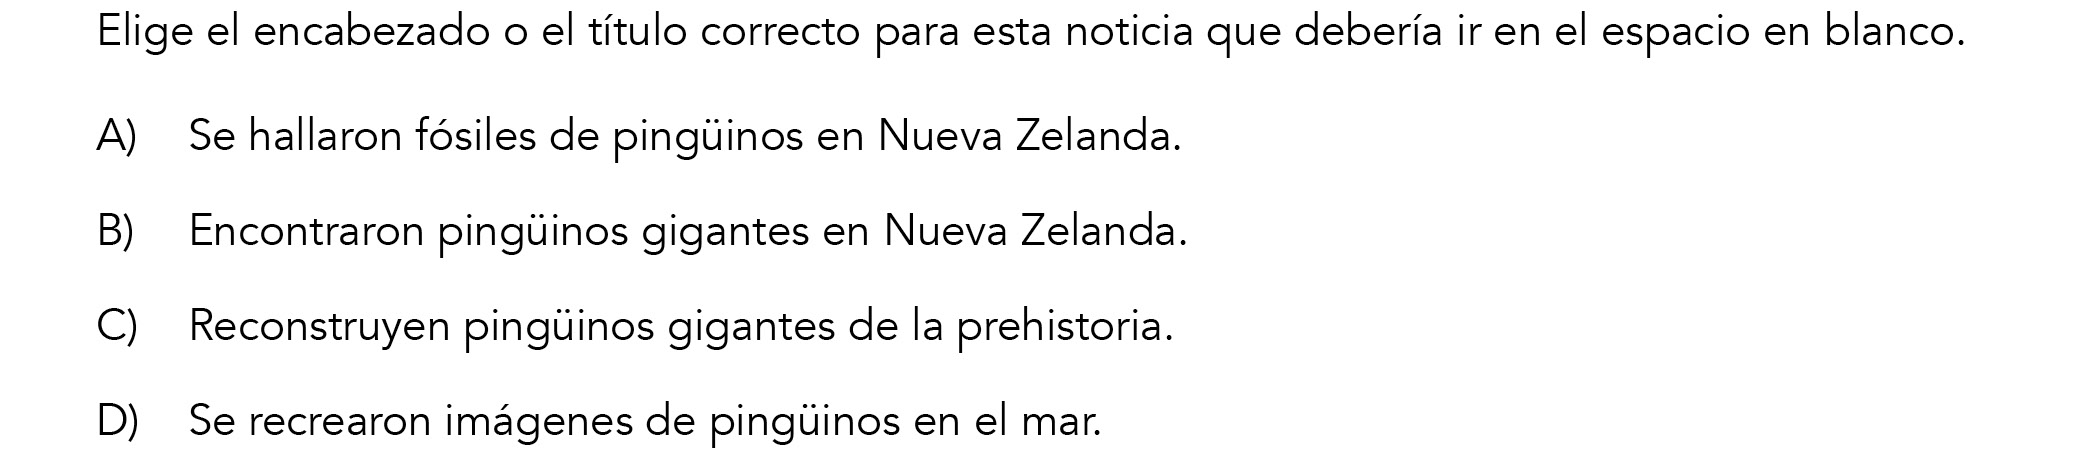 Elige el encabezado o el título correcto para esta noticia que debería ir en el espacio en blanco.
A) Se hallaron fósiles de pingüinos en Nueva Zelanda.
B) Encontraron pingüinos gigantes en Nueva Zelanda.
C) Reconstruyen pingüinos gigantes de la prehistoria.
D) Se recrearon imágenes de pingüinos en el mar.